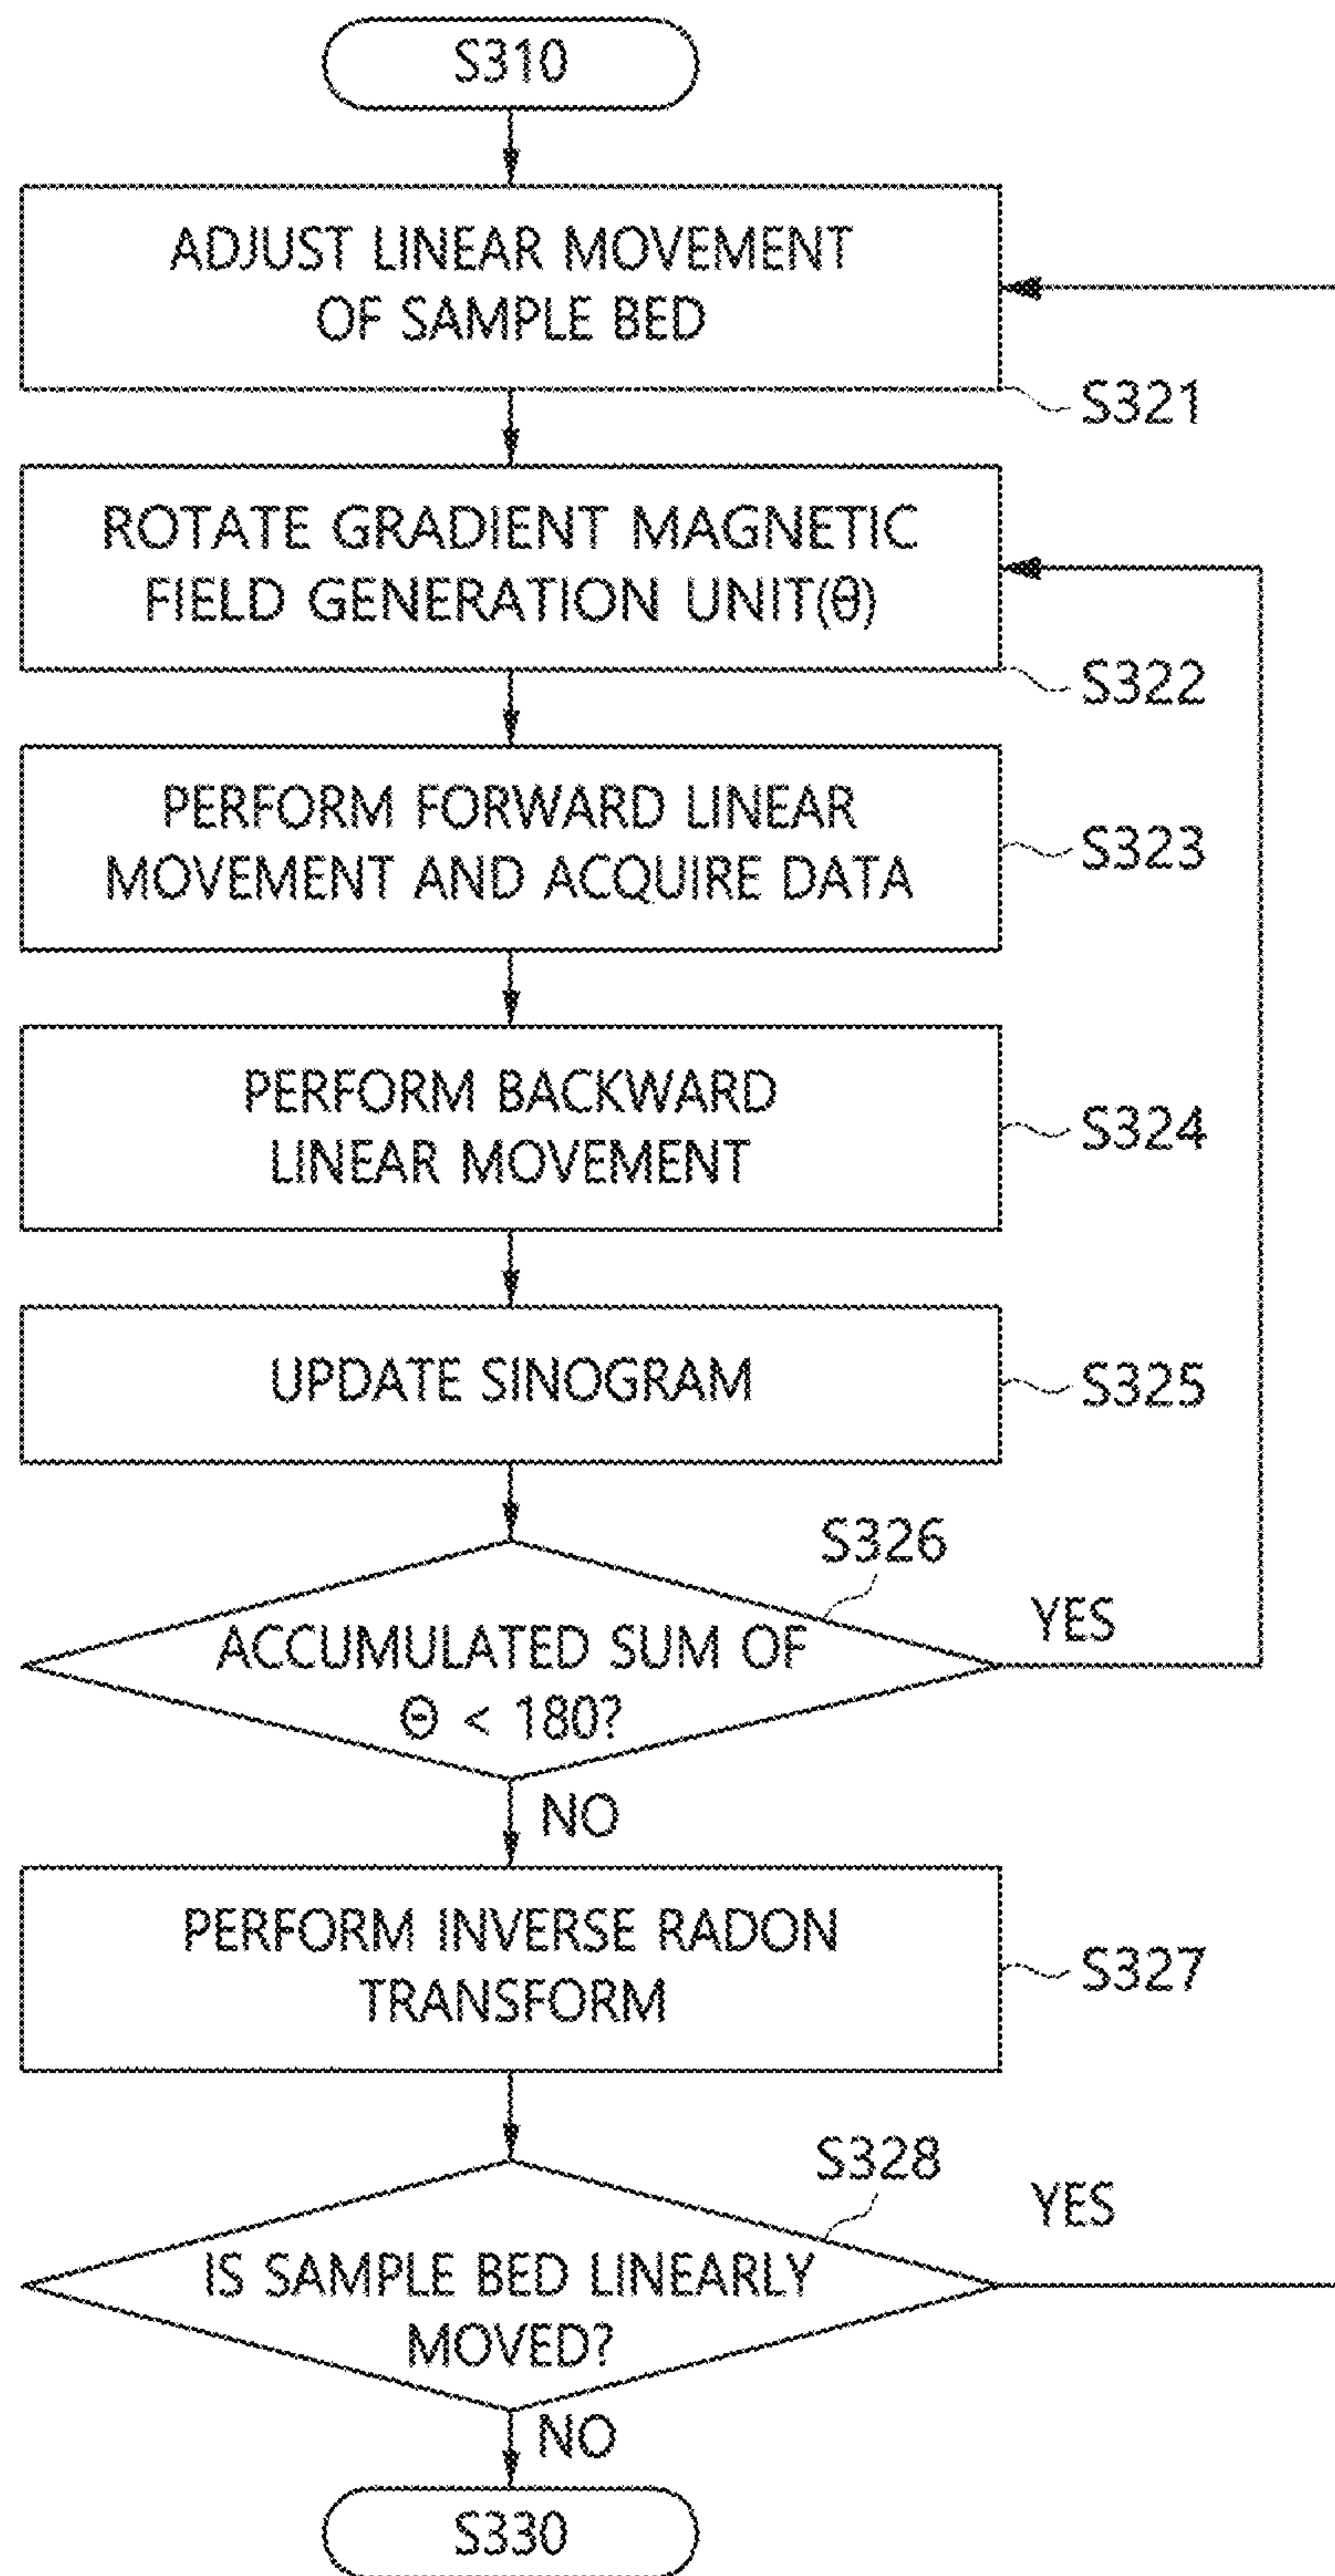 S310
ADJUST LINEAR MOVEMENT
OF SAMPLE BED
S321
ROTATE GRADIENT MAGNETIC
FIELD GENERATION UNIT(θ)
S322
PERFORM FORWARD LINEAR
MOVEMENT AND ACQUIRE DATA
S323
PERFORM BACKWARD
LINEAR MOVEMENT
S324
UPDATE SINOGRAM
S325
S326
ACCUMULATED SUM OF
Θ < 180?
YES
NO
PERFORM INVERSE RADON
TRANSFORM
S327
S328
IS SAMPLE BED LINEARLY
MOVED?
YES
NO
S330